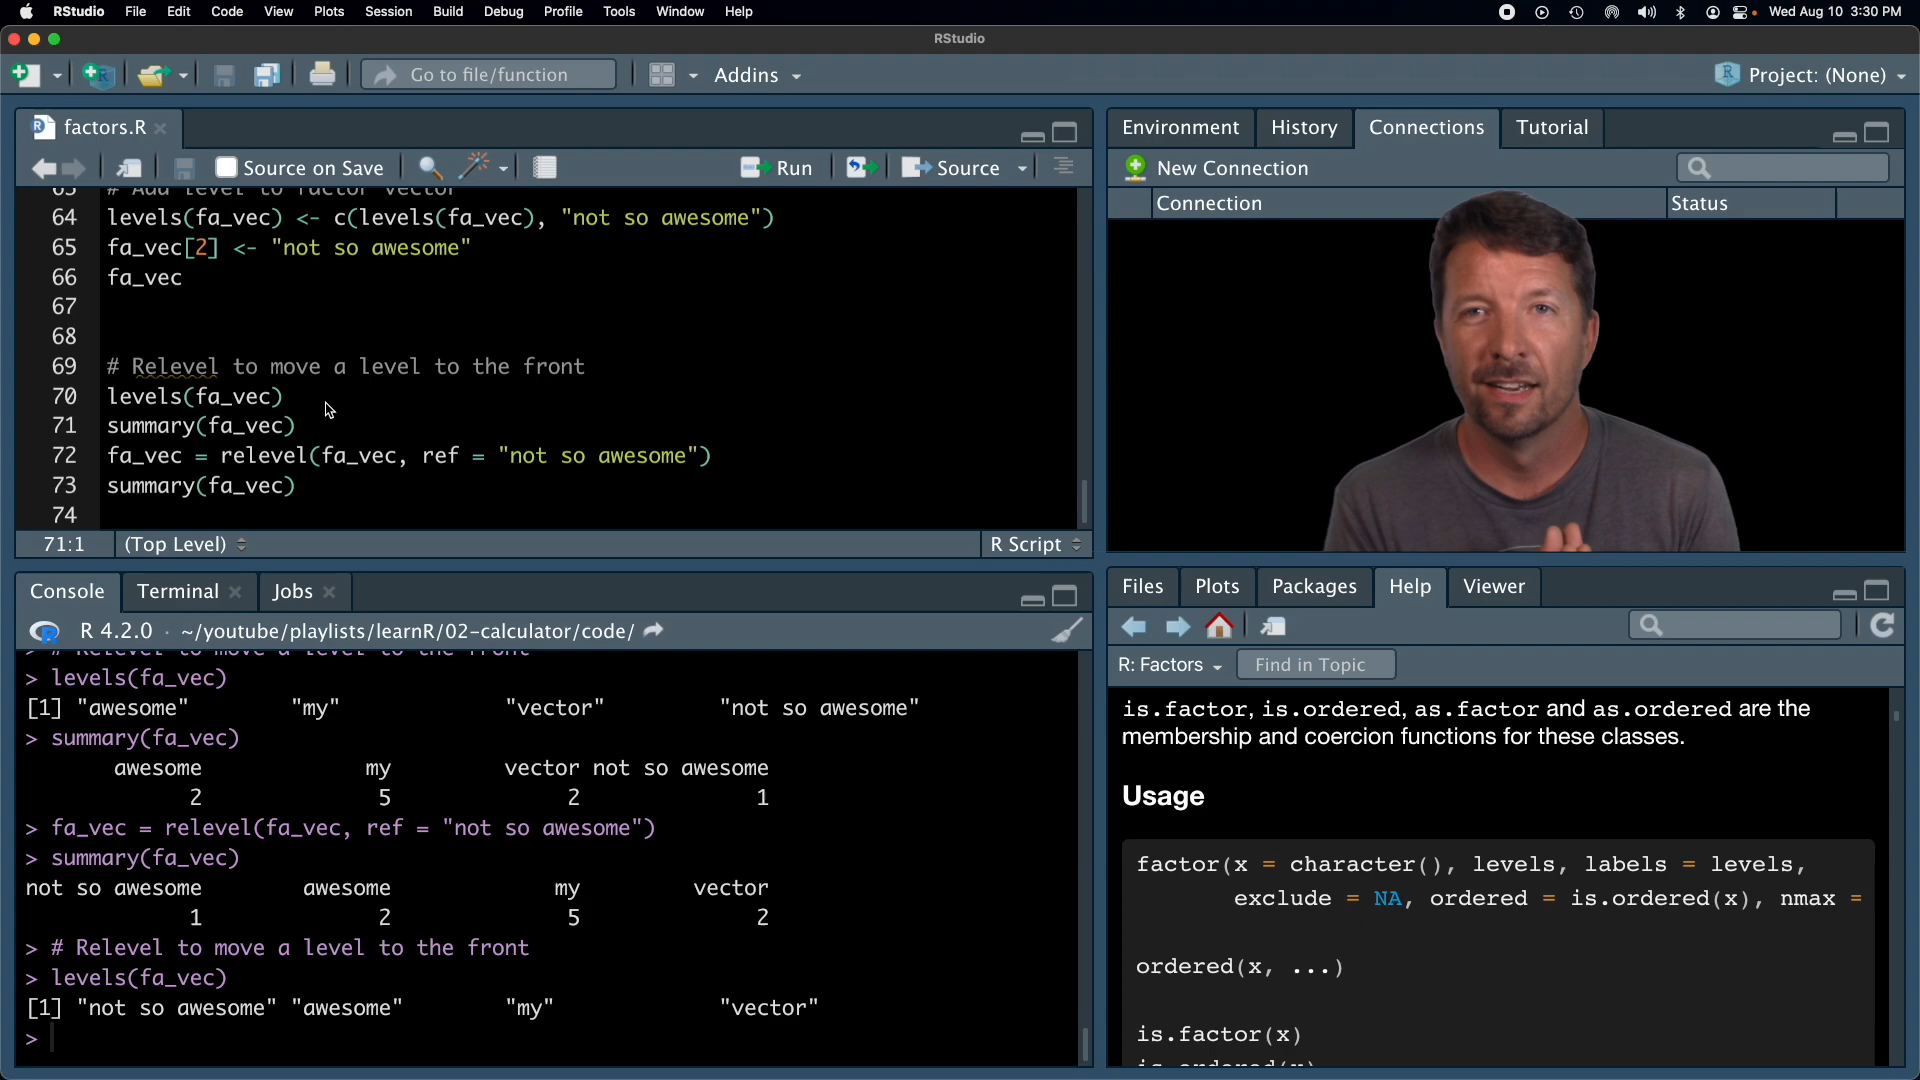 RStudio File Edit Code View Plots Session Build Debug Profile Tools Window Help Wed Aug 10 3:30 PM
RStudio
Go to file/function Addins Project: (None)
factors.R
Source on Save Run Source
# Add level to factor vector
64 levels(fa_vec) <- c(levels(fa_vec), "not so awesome")
65 fa_vec[2] <- "not so awesome"
66 fa_vec
67
68
69 # Relevel to move a level to the front
70 levels(fa_vec)
71 summary(fa_vec)
72 fa_vec = relevel(fa_vec, ref = "not so awesome")
73 summary(fa_vec)
74
71:1 (Top Level) R Script
Console Terminal Jobs
R 4.2.0 · ~/youtube/playlists/learnR/02-calculator/code/
> # Relevel to move a level to the front
> levels(fa_vec)
[1] "awesome" "my" "vector" "not so awesome"
> summary(fa_vec)
awesome my vector not so awesome
2 5 2 1
> fa_vec = relevel(fa_vec, ref = "not so awesome")
> summary(fa_vec)
not so awesome awesome my vector
1 2 5 2
> # Relevel to move a level to the front
> levels(fa_vec)
[1] "not so awesome" "awesome" "my" "vector"
>
Environment History Connections Tutorial
New Connection
Connection Status
Files Plots Packages Help Viewer
R: Factors Find in Topic
is.factor, is.ordered, as.factor and as.ordered are the
membership and coercion functions for these classes.
Usage
factor(x = character(), levels, labels = levels,
exclude = NA, ordered = is.ordered(x), nmax =
ordered(x, ...)
is.factor(x)
is.ordered(x)